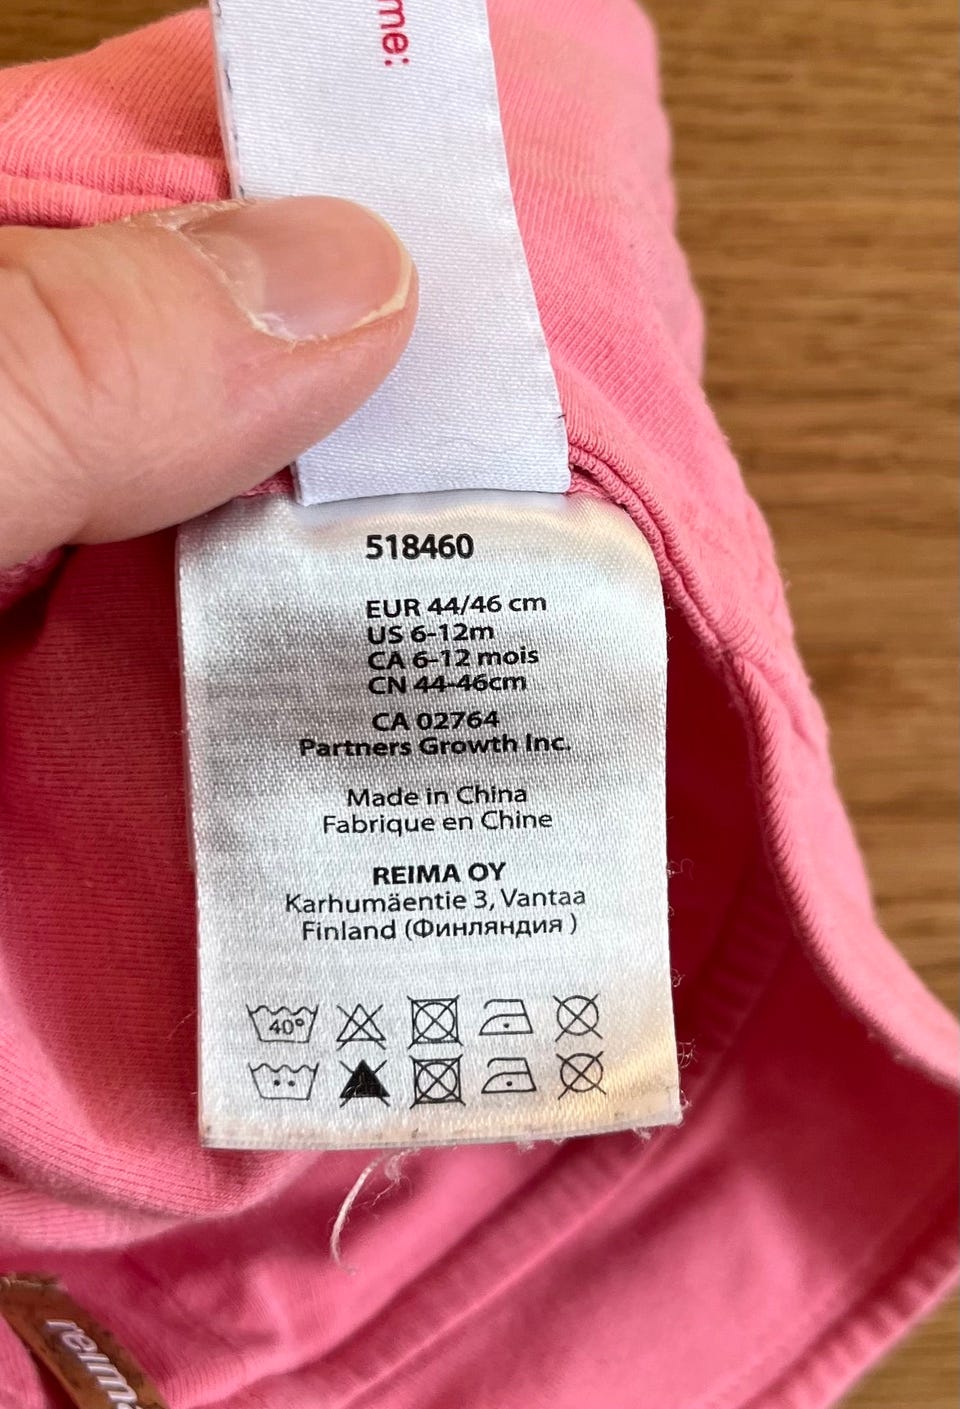 me:
518460
EUR 44/46 cm
US 6-12m
CA 6-12 mois
CN 44-46cm
CA 02764
Partners Growth Inc.
Made in China
Fabrique en Chine
REIMA OY
Karhumäentie 3, Vantaa
Finland (Финляндия )
40°
reima